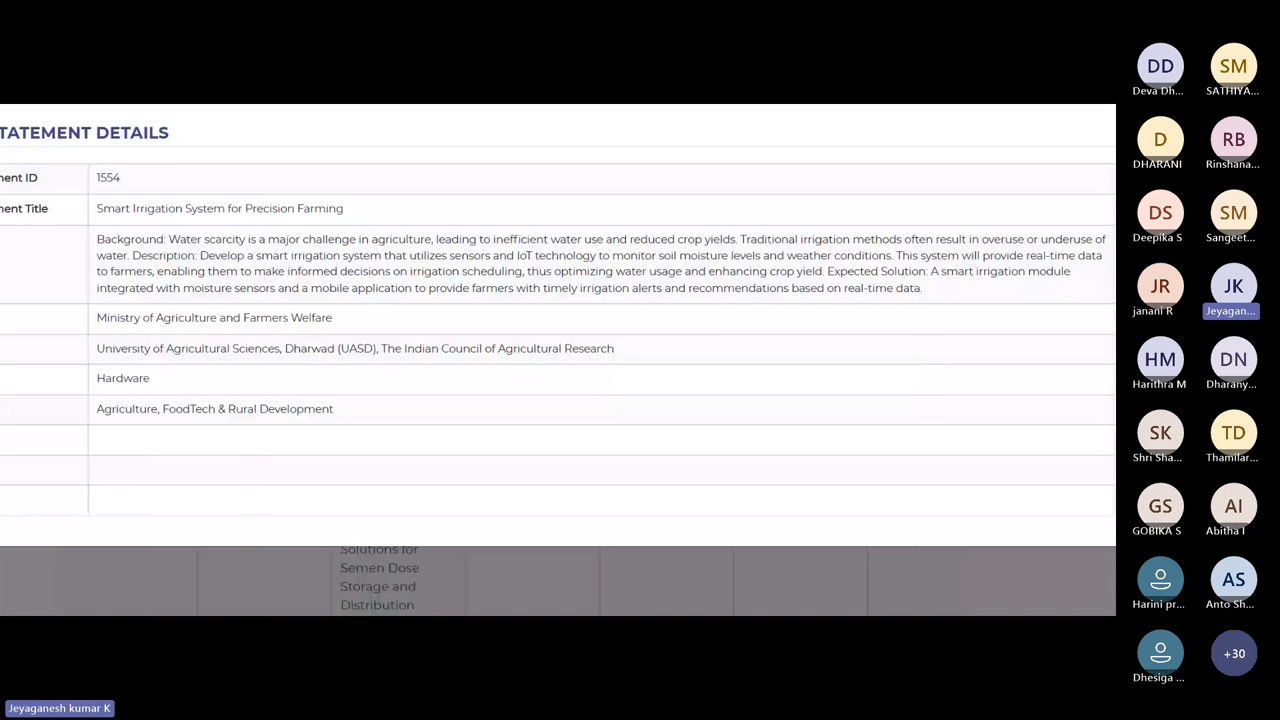 TATEMENT DETAILS
nent ID
1554
nent Title
Smart Irrigation System for Precision Farming
Background: Water scarcity is a major challenge in agriculture, leading to inefficient water use and reduced crop yields. Traditional irrigation methods often result in overuse or underuse of
water. Description: Develop a smart irrigation system that utilizes sensors and IoT technology to monitor soil moisture levels and weather conditions. This system will provide real-time data
to farmers, enabling them to make informed decisions on irrigation scheduling, thus optimizing water usage and enhancing crop yield. Expected Solution: A smart irrigation module
integrated with moisture sensors and a mobile application to provide farmers with timely irrigation alerts and recommendations based on real-time data.
Ministry of Agriculture and Farmers Welfare
University of Agricultural Sciences, Dharwad (UASD), The Indian Council of Agricultural Research
Hardware
Agriculture, FoodTech & Rural Development
Solutions for
Semen Dose
Storage and
Distribution
DD
Deva Dh...
SM
SATHIYA...
D
DHARANI
RB
Rinshana...
DS
Deepika S
SM
Sangeet...
JR
janani R
JK
Jeyagan...
HM
Harithra M
DN
Dharany...
SK
Shri Sha...
TD
Thamilar...
GS
GOBIKA S
AI
Abitha I
Harini pr...
AS
Anto Sh...
Dhesiga ...
+30
Jeyaganesh kumar K